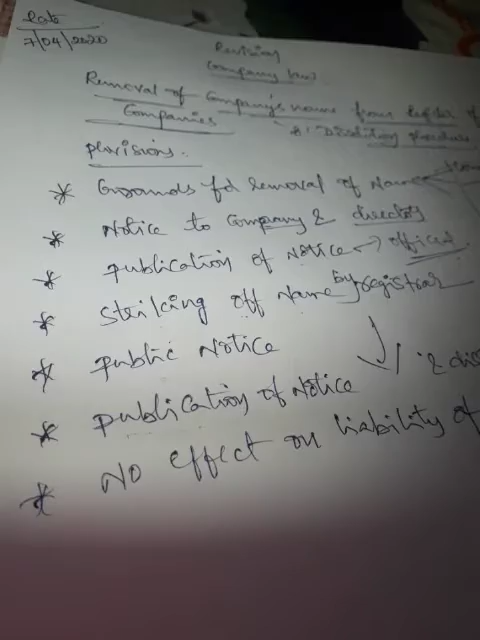 Date
7/04/2020
Revision
Company law
Removal of Company's name from register of
Companies & procedure
provisions.
* Grounds for removal of Name
* Notice to Company & directors
* publication of Notice → official
* Striking off Name by registrar
* public Notice
* publication of Notice
* No effect on liability of